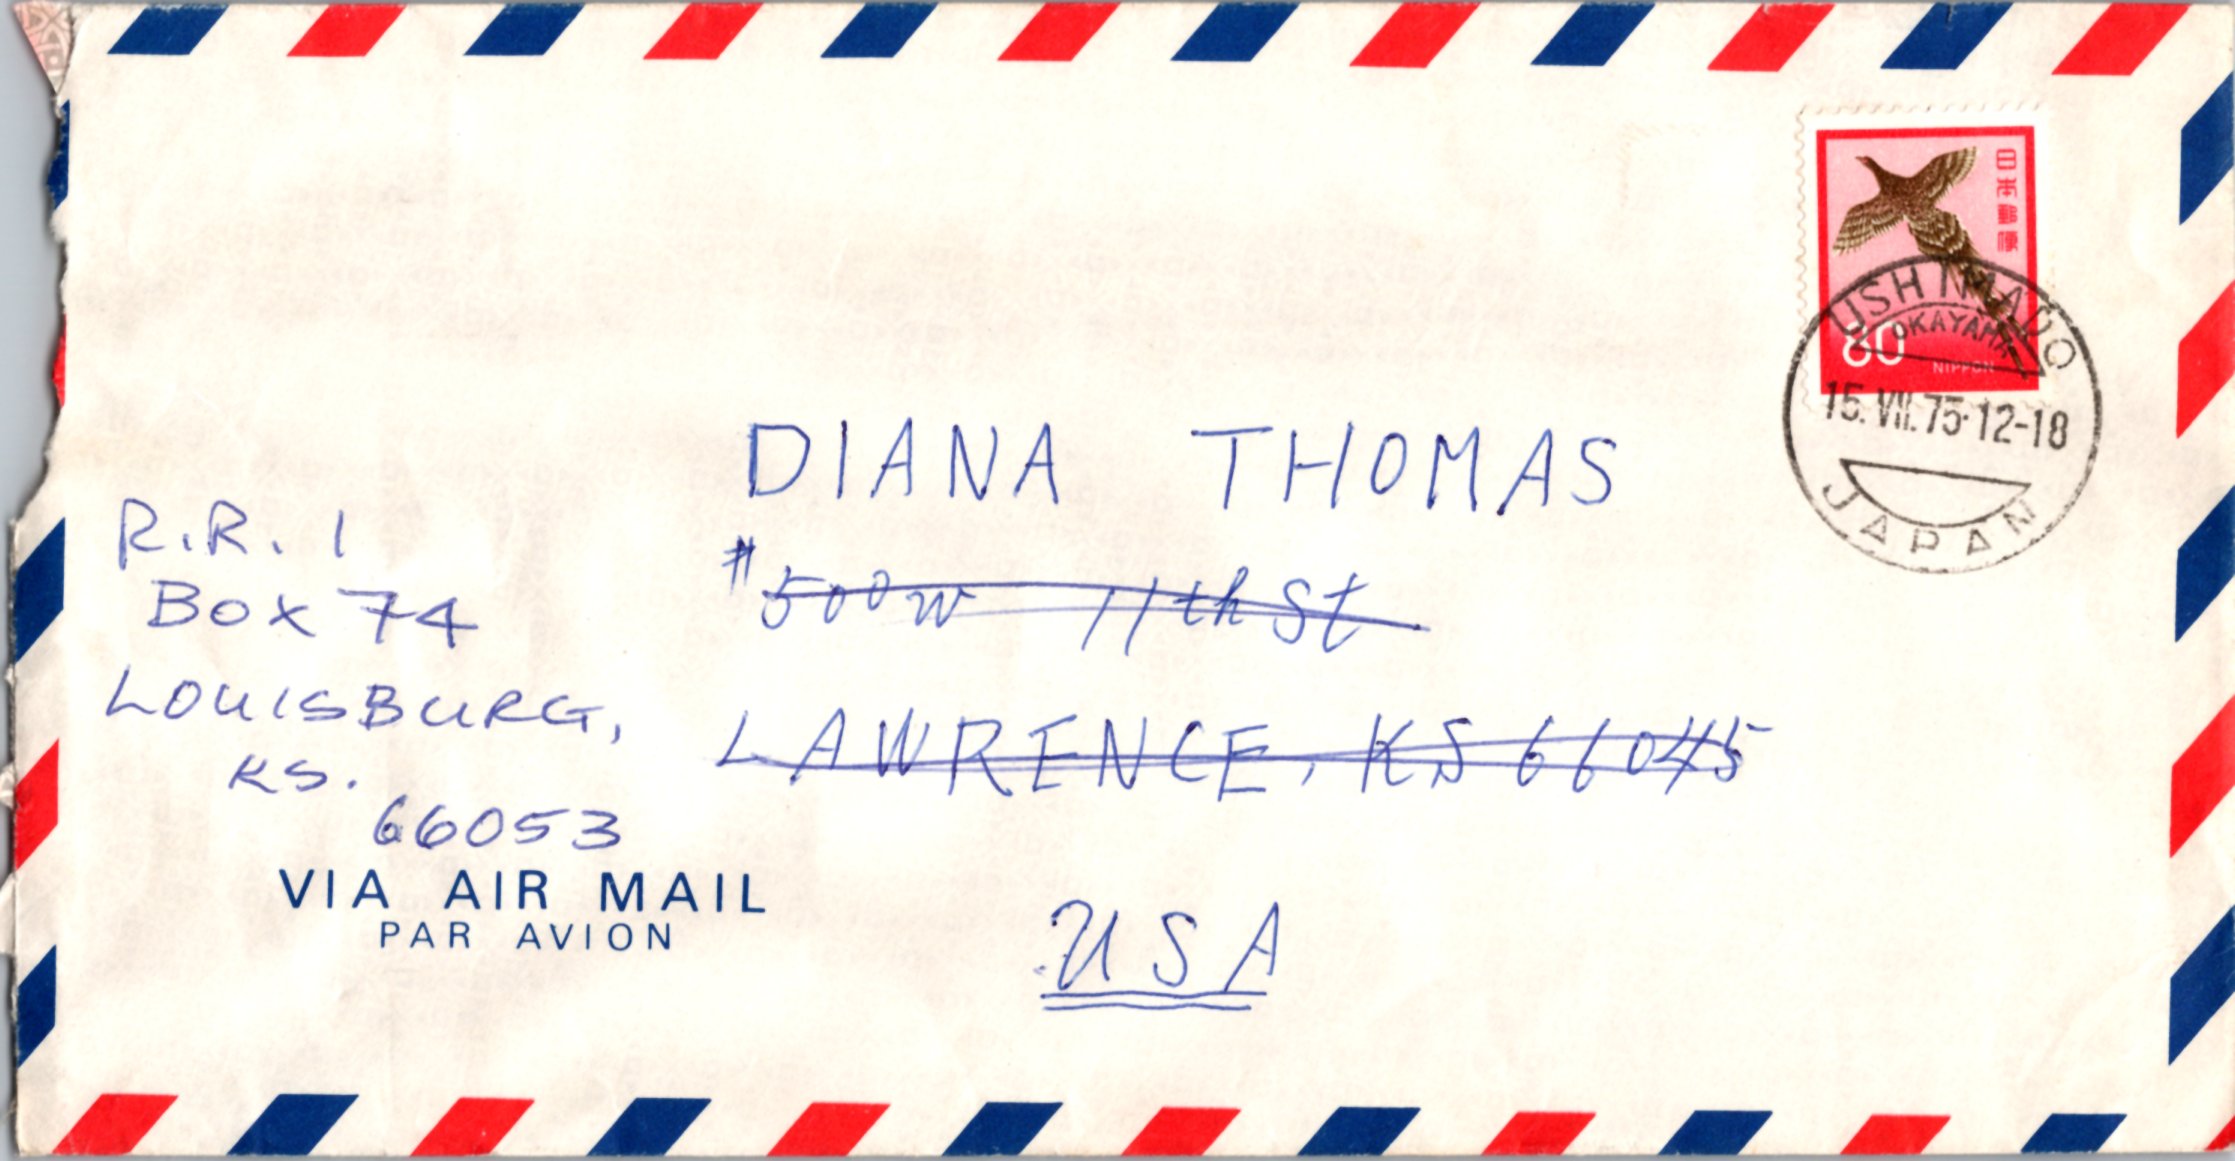 日本郵便
80
NIPPON
USHIMADO
OKAYAMA
15.VII.75.12-18
JAPAN
DIANA THOMAS
#500 W 11th St
LAWRENCE, KS 66045
USA
R.R. 1
BOX 74
LOUISBURG,
KS.
66053
VIA AIR MAIL
PAR AVION